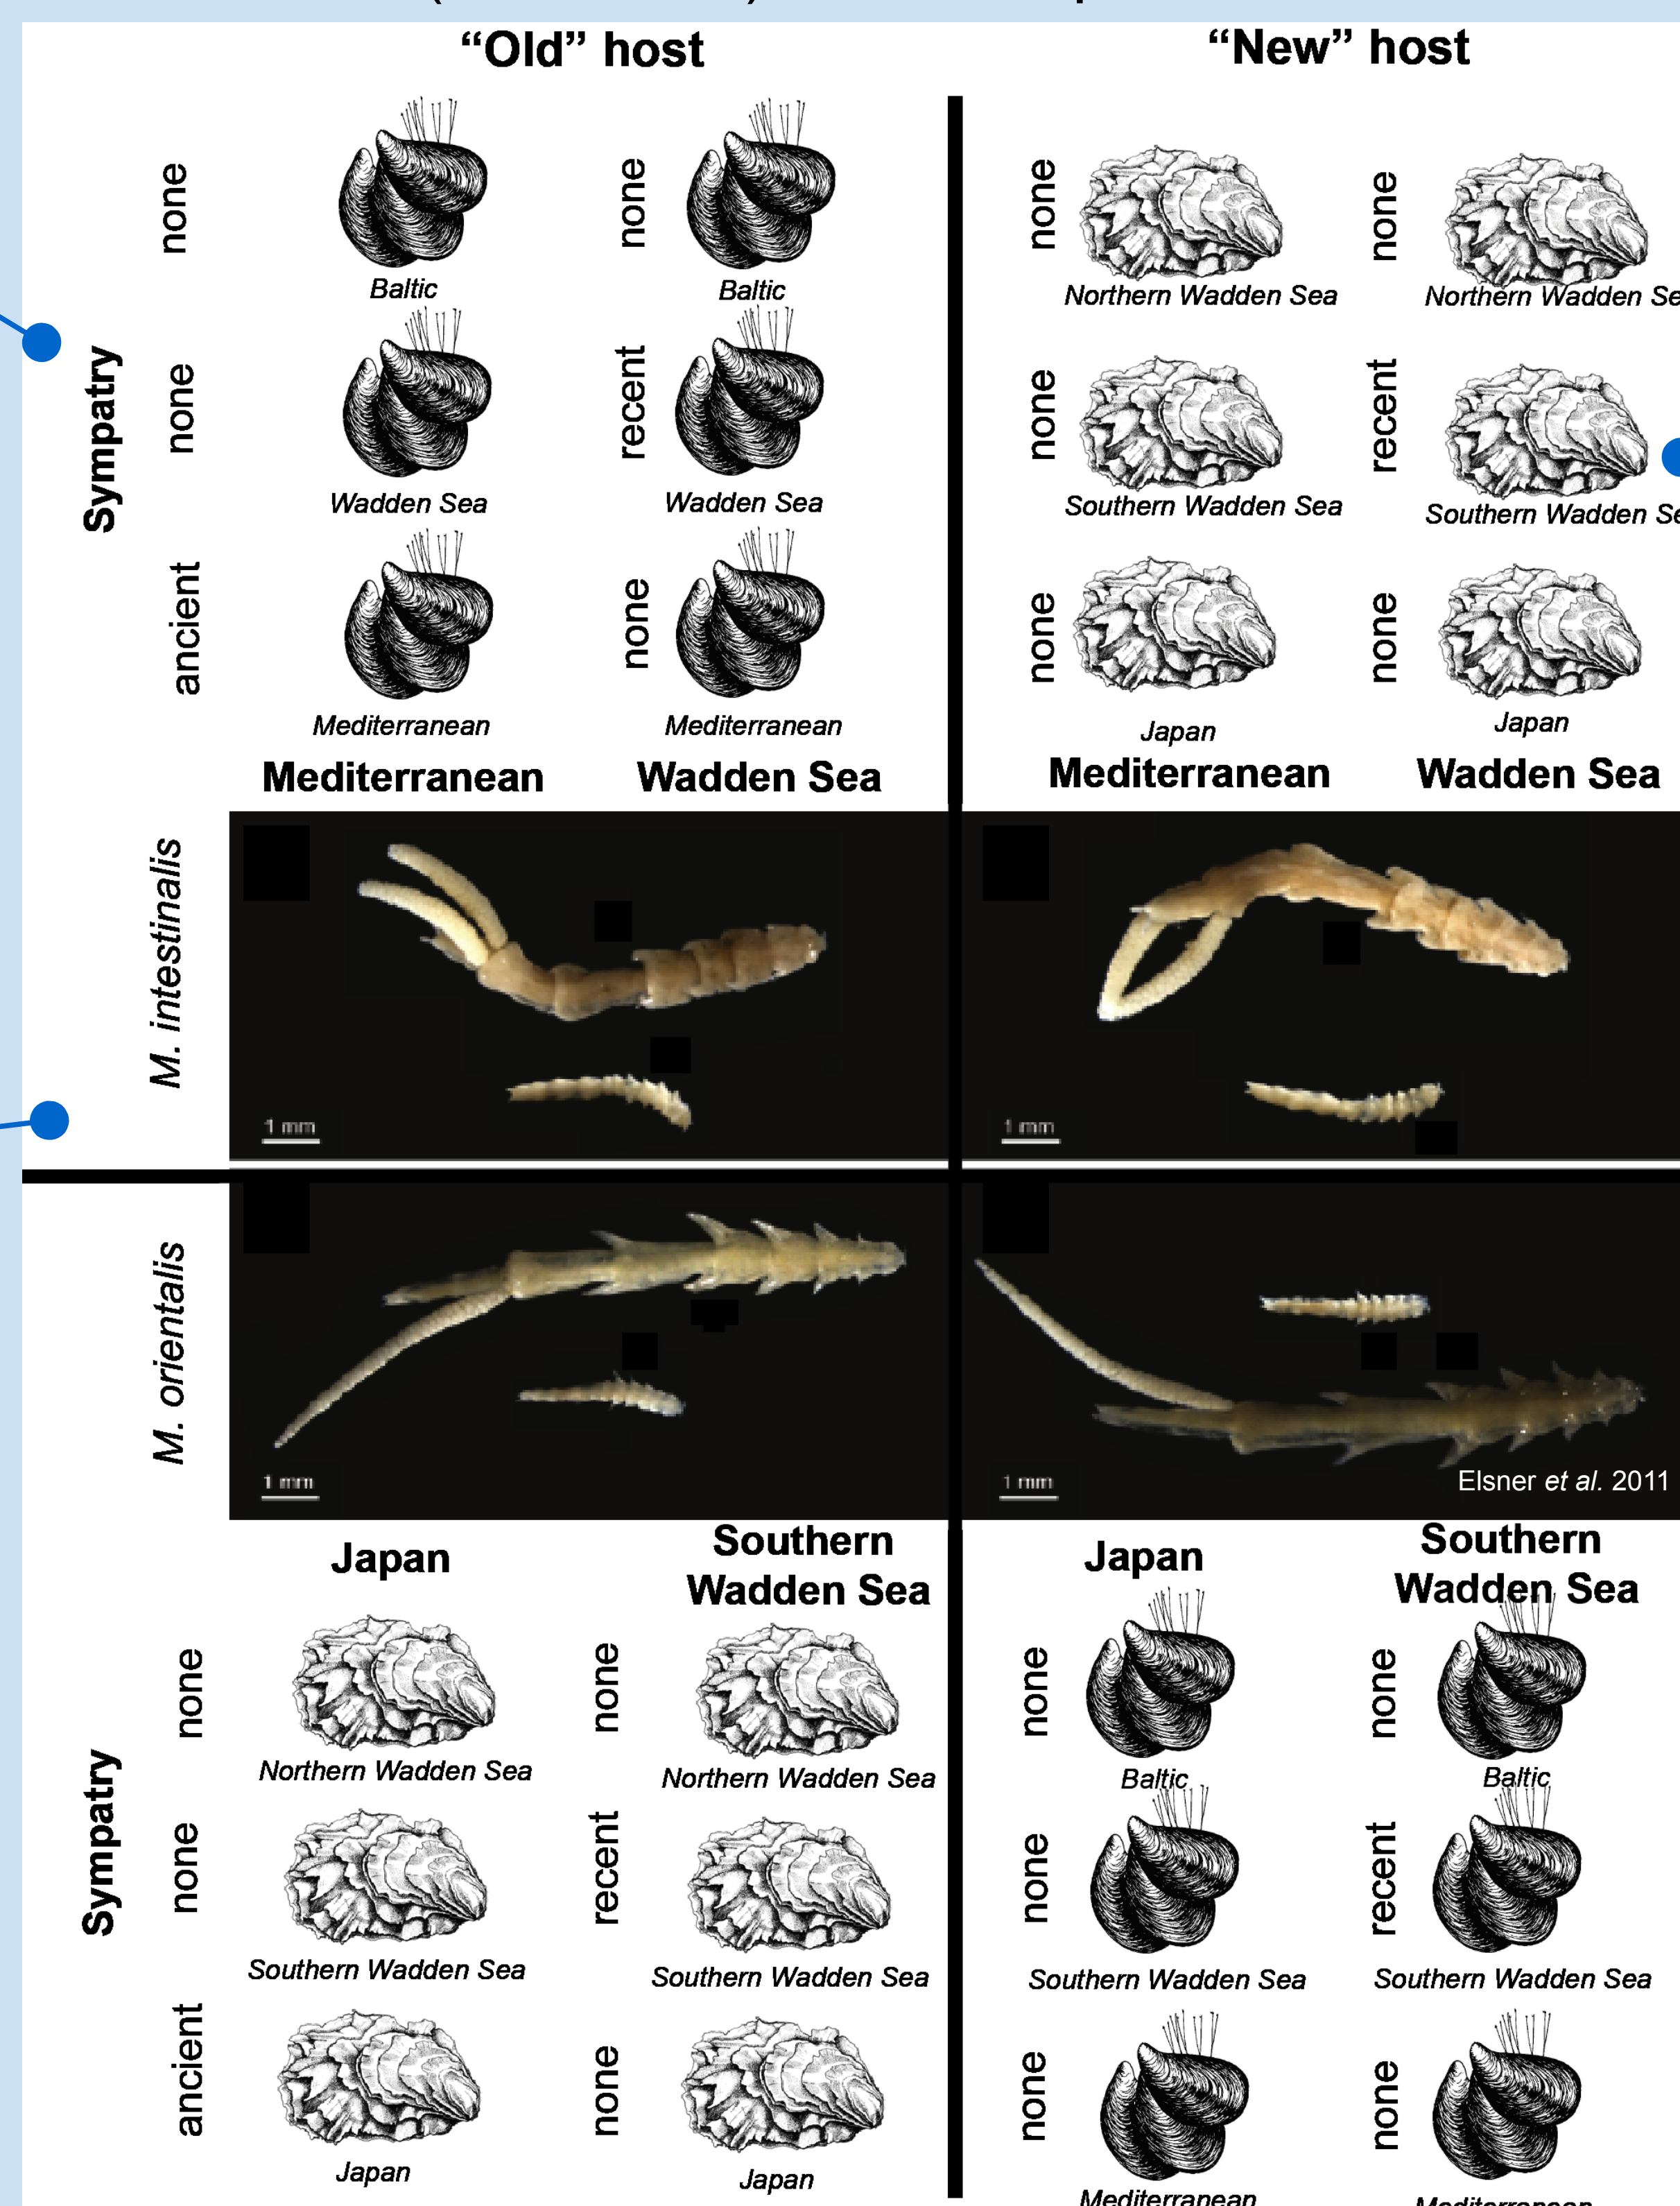 “Old” host
“New” host
Sympatry
none
Baltic
none
Baltic
none
Northern Wadden Sea
none
Northern Wadden Se
none
Wadden Sea
recent
Wadden Sea
none
Southern Wadden Sea
recent
Southern Wadden Se
ancient
Mediterranean
none
Mediterranean
none
Japan
none
Japan
Mediterranean
Wadden Sea
Mediterranean
Wadden Sea
M. intestinalis
1 mm
1 mm
M. orientalis
1 mm
1 mm
Elsner et al. 2011
Japan
Southern
Wadden Sea
Japan
Southern
Wadden Sea
Sympatry
none
Northern Wadden Sea
none
Northern Wadden Sea
none
Baltic
none
Baltic
none
Southern Wadden Sea
recent
Southern Wadden Sea
none
Southern Wadden Sea
recent
Southern Wadden Sea
ancient
Japan
none
Japan
none
Mediterranean
none
Mediterranean